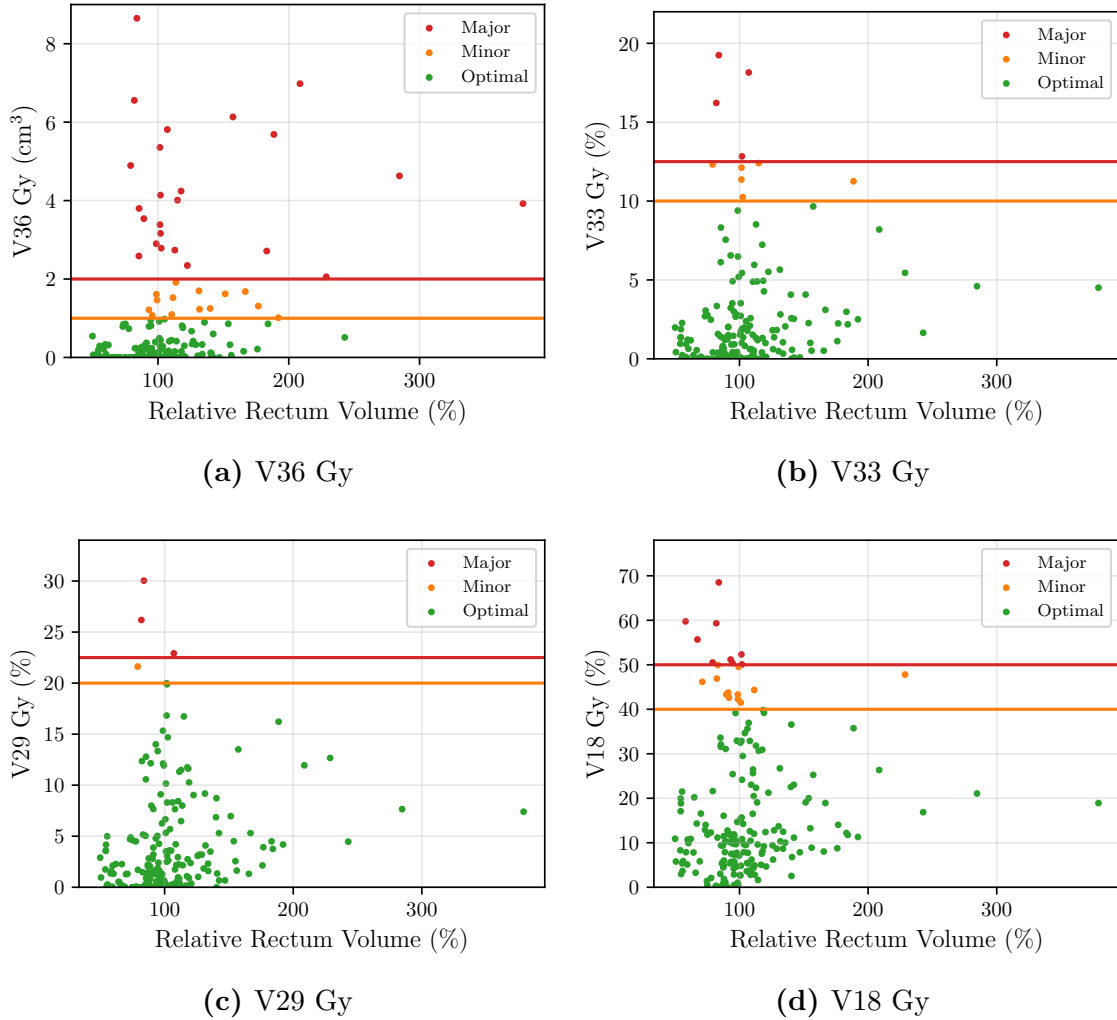 8
6
4
2
0
V36 Gy (cm³)
100
200
300
Relative Rectum Volume (%)
Major
Minor
Optimal
(a) V36 Gy
20
15
10
5
0
V33 Gy (%)
100
200
300
Relative Rectum Volume (%)
Major
Minor
Optimal
(b) V33 Gy
30
25
20
15
10
5
0
V29 Gy (%)
100
200
300
Relative Rectum Volume (%)
Major
Minor
Optimal
(c) V29 Gy
70
60
50
40
30
20
10
0
V18 Gy (%)
100
200
300
Relative Rectum Volume (%)
Major
Minor
Optimal
(d) V18 Gy